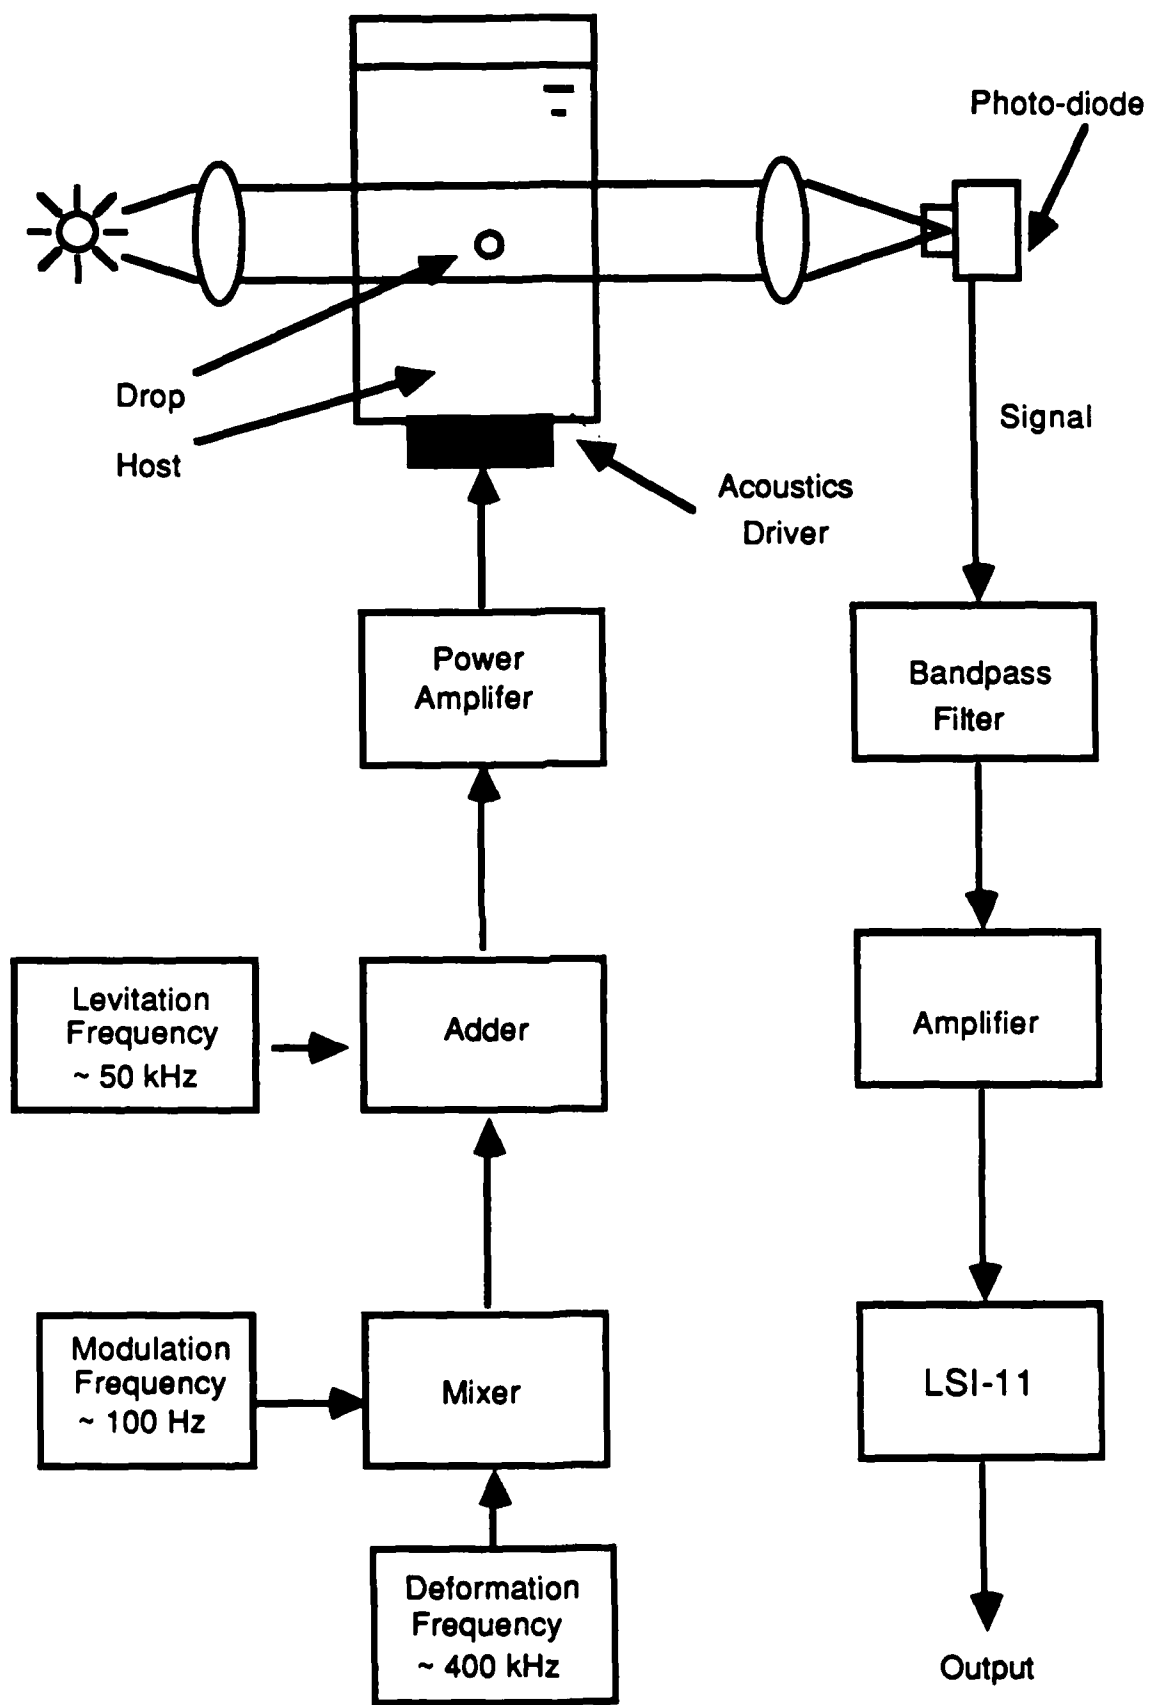 Photo-diode
Drop
Host
Signal
Acoustics
Driver
Power
Amplifer
Bandpass
Filter
Levitation
Frequency
~ 50 kHz
Adder
Amplifier
Modulation
Frequency
~ 100 Hz
Mixer
LSI-11
Deformation
Frequency
~ 400 kHz
Output